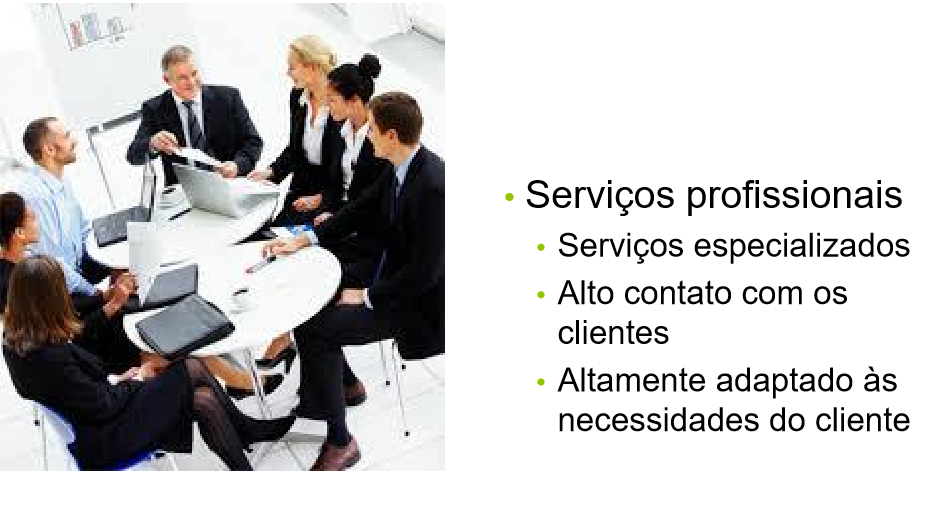 • Serviços profissionais
• Serviços especializados
• Alto contato com os
clientes
• Altamente adaptado às
necessidades do cliente